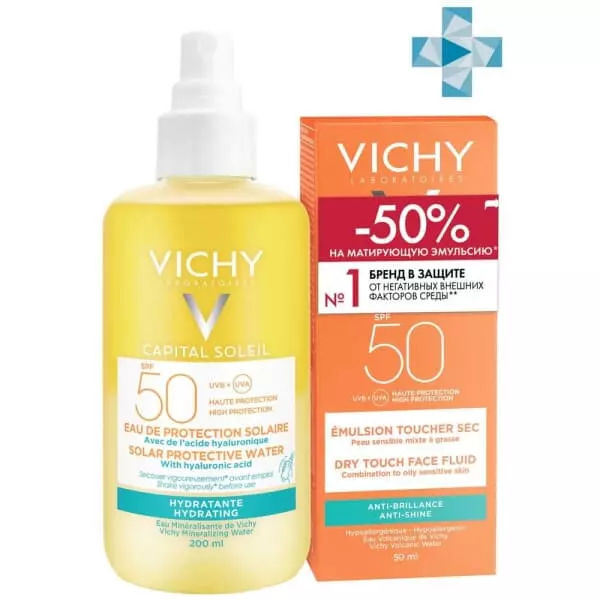 VICHY
LABORATOIRES
CAPITAL SOLEIL
SPF
50
UVB + UVA
HAUTE PROTECTION
HIGH PROTECTION
EAU DE PROTECTION SOLAIRE
Avec de l'acide hyaluronique
SOLAR PROTECTIVE WATER
With hyaluronic acid
Secouer vigoureusement* avant emploi
Shake vigorously* before use
HYDRATANTE
HYDRATING
Eau Minéralisante de Vichy
Vichy Mineralizing Water
200 ml
VICHY
LABORATOIRES
-50%
НА МАТИРУЮЩУЮ ЭМУЛЬСИЮ*
№1 БРЕНД В ЗАЩИТЕ
ОТ НЕГАТИВНЫХ ВНЕШНИХ
ФАКТОРОВ СРЕДЫ**
SPF
50
UVB + UVA
HAUTE PROTECTION
HIGH PROTECTION
ÉMULSION TOUCHER SEC
Peau sensible mixte à grasse
DRY TOUCH FACE FLUID
Combination to oily sensitive skin
ANTI-BRILLANCE
ANTI-SHINE
Hypoallergénique - Hypoallergenic
Eau Volcanique de Vichy
Vichy Volcanic Water
50 ml